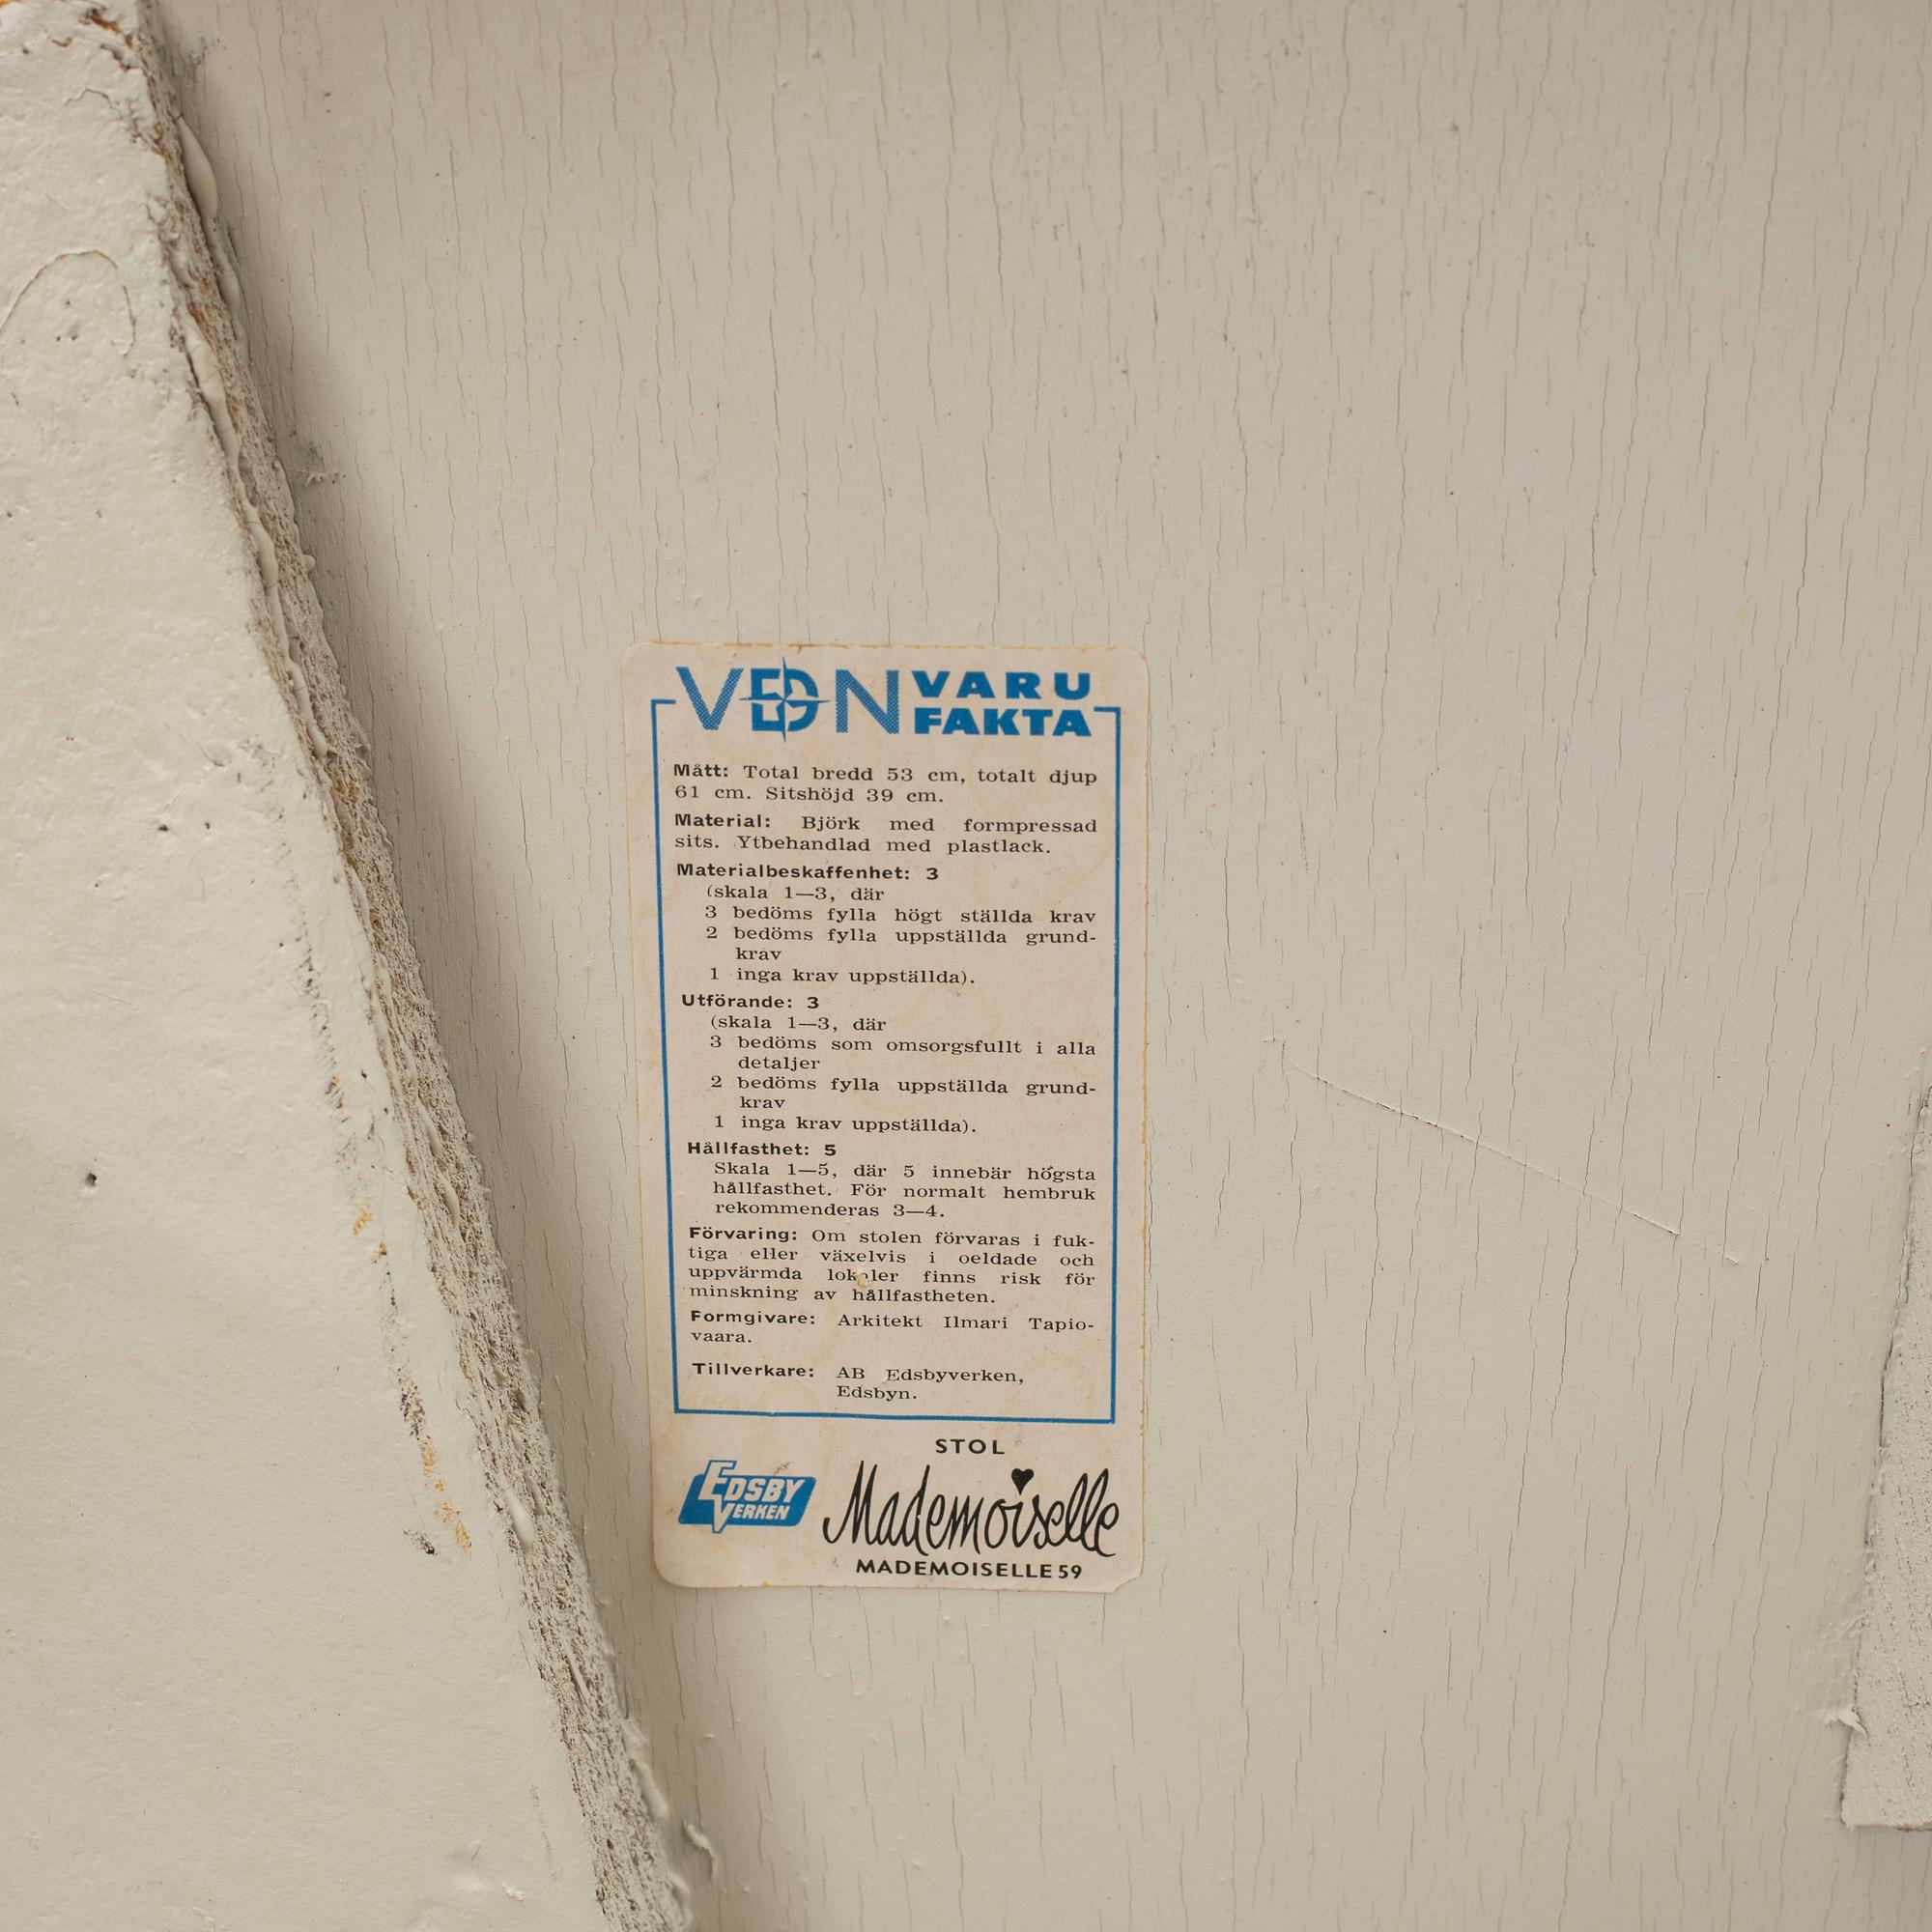 VDN VARU
FAKTA
Mått: Total bredd 53 cm, totalt djup
61 cm. Sitshöjd 39 cm.
Material: Björk med formpressad
sits. Ytbehandlad med plastlack.
Materialbeskaffenhet: 3
(skala 1—3, där
3 bedöms fylla högt ställda krav
2 bedöms fylla uppställda grund-
krav
1 inga krav uppställda).
Utförande: 3
(skala 1—3, där
3 bedöms som omsorgsfullt i alla
detaljer
2 bedöms fylla uppställda grund-
krav
1 inga krav uppställda).
Hållfasthet: 5
Skala 1—5, där 5 innebär högsta
hållfasthet. För normalt hembruk
rekommenderas 3—4.
Förvaring: Om stolen förvaras i fuk-
tiga eller växelvis i oeldade och
uppvärmda lokaler finns risk för
minskning av hållfastheten.
Formgivare: Arkitekt Ilmari Tapio-
vaara.
Tillverkare: AB Edsbyverken,
Edsbyn.
STOL
EDSBY
VERKEN
Mademoiselle
MADEMOISELLE 59